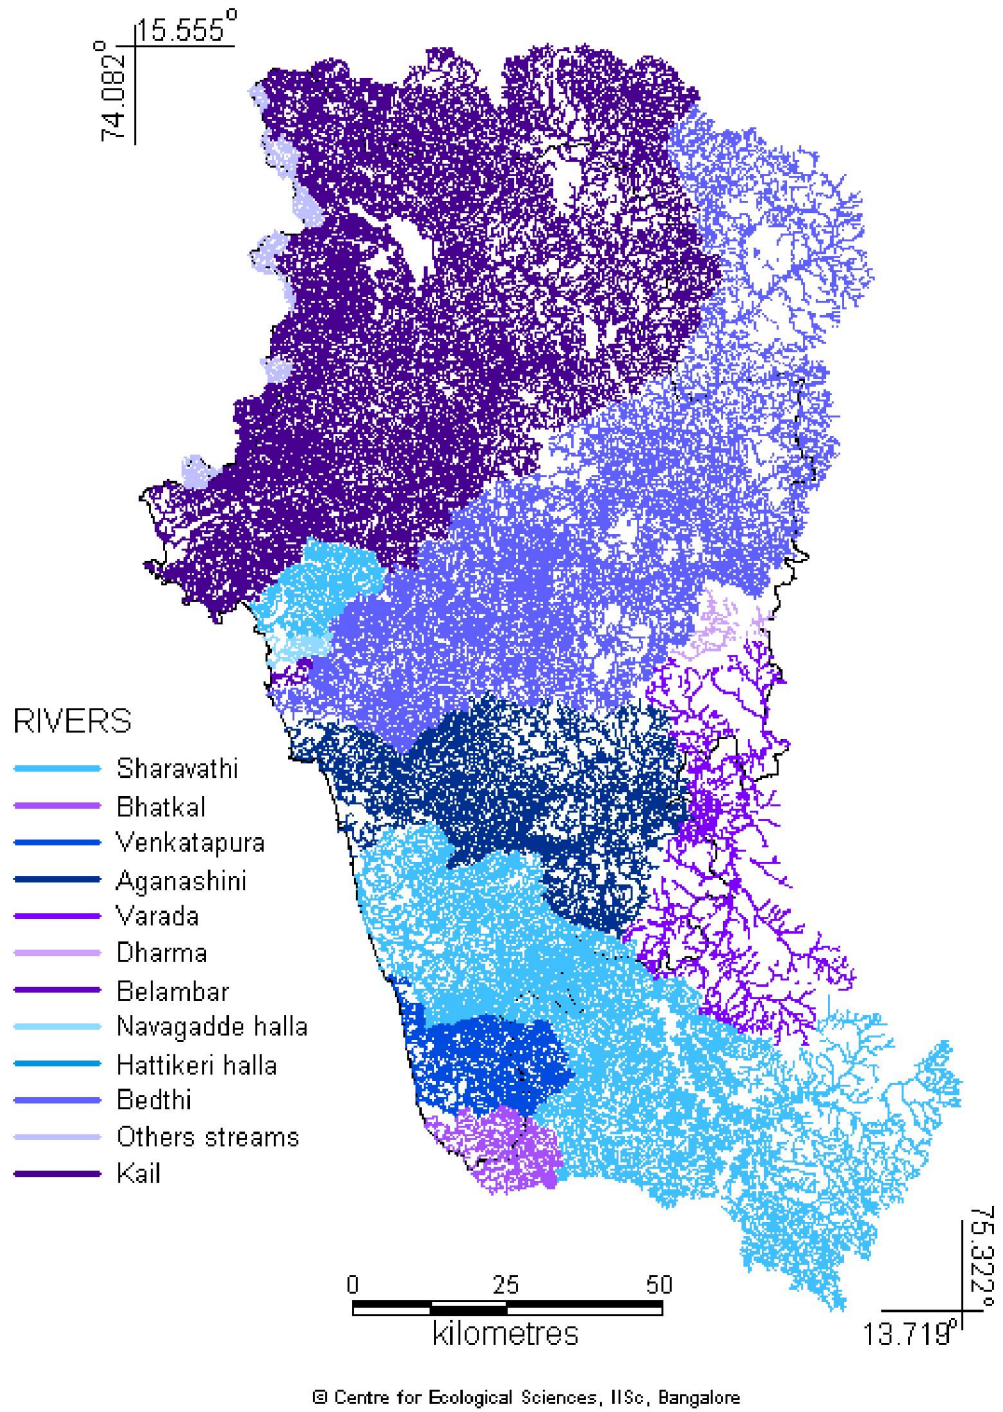 15.555°
74.082°
RIVERS
Sharavathi
Bhatkal
Venkatapura
Aganashini
Varada
Dharma
Belambar
Navagadde halla
Hattikeri halla
Bedthi
Others streams
Kail
75.322°
13.719°
0 25 50
kilometres
© Centre for Ecological Sciences, IISc, Bangalore